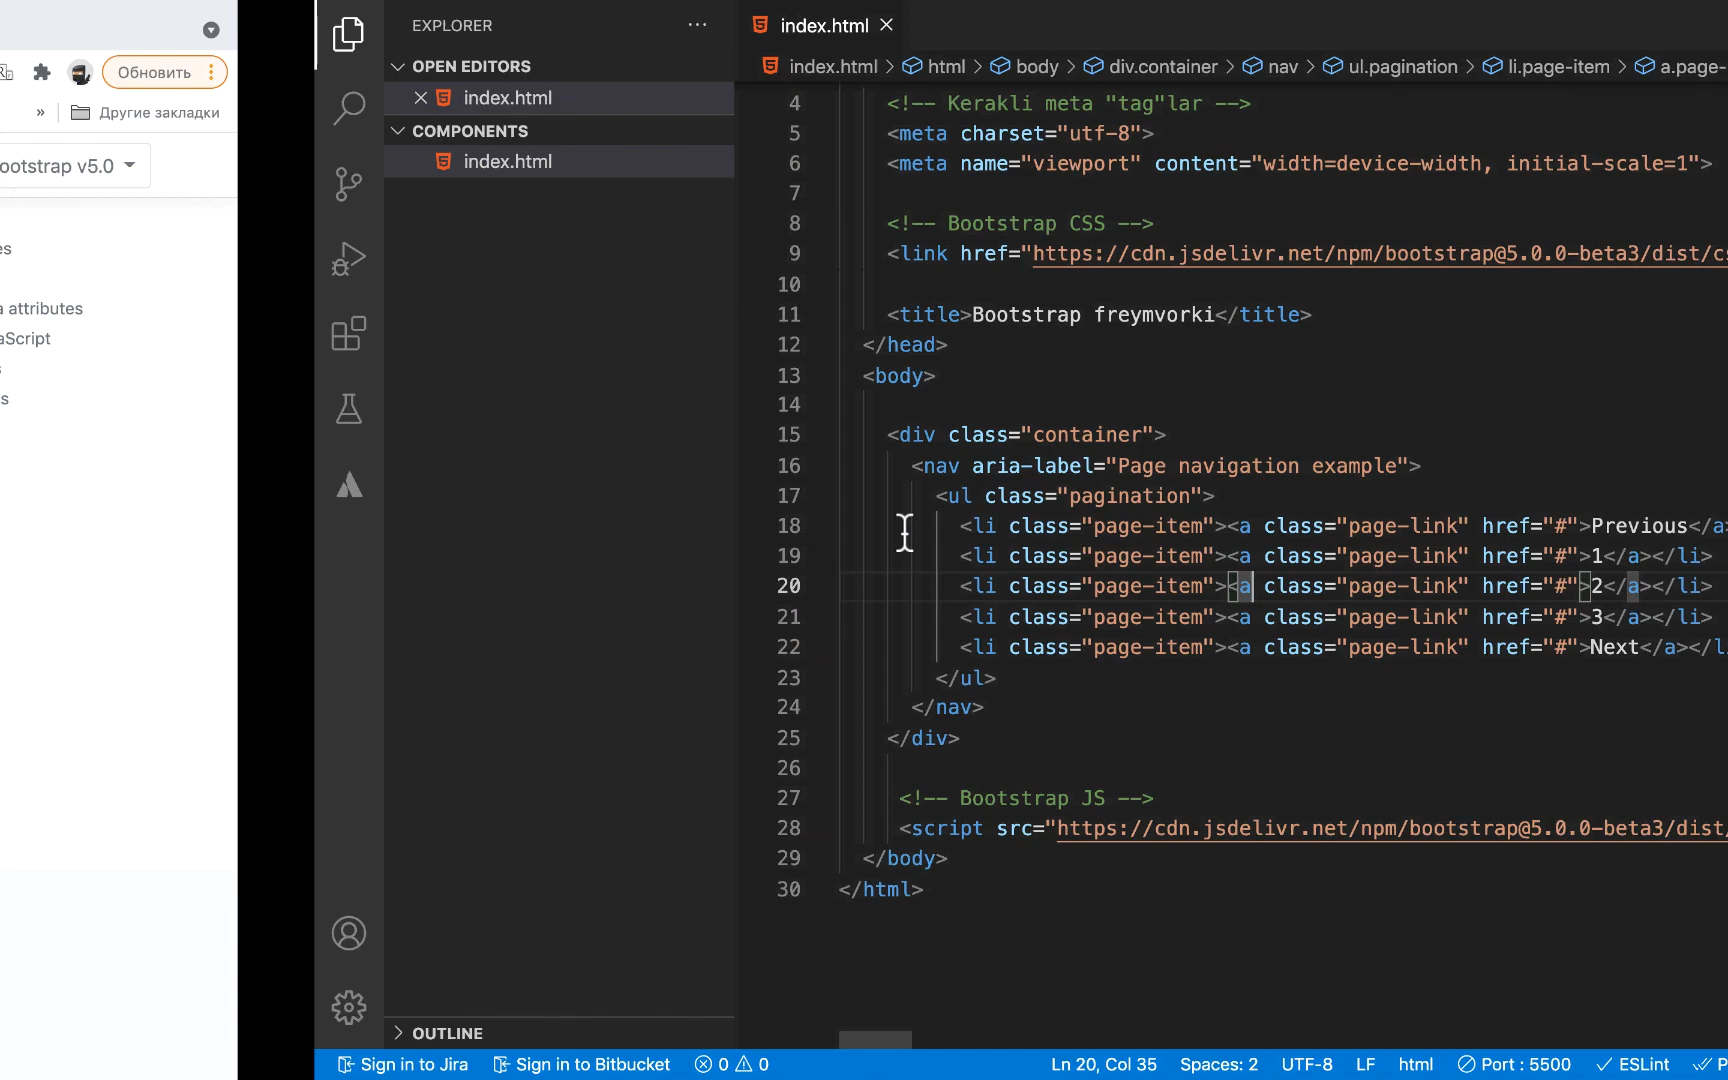 Обновить
»
Другие закладки
ootstrap v5.0
es
a attributes
aScript
s
s
EXPLORER
OPEN EDITORS
index.html
COMPONENTS
index.html
OUTLINE
index.html
index.html > html > body > div.container > nav > ul.pagination > li.page-item > a.page-
4 <!-- Kerakli meta "tag"lar -->
5 <meta charset="utf-8">
6 <meta name="viewport" content="width=device-width, initial-scale=1">
7
8 <!-- Bootstrap CSS -->
9 <link href="https://cdn.jsdelivr.net/npm/bootstrap@5.0.0-beta3/dist/cs
10
11 <title>Bootstrap freymvorki</title>
12 </head>
13 <body>
14
15 <div class="container">
16 <nav aria-label="Page navigation example">
17 <ul class="pagination">
18 <li class="page-item"><a class="page-link" href="#">Previous</a>
19 <li class="page-item"><a class="page-link" href="#">1</a></li>
20 <li class="page-item"><a class="page-link" href="#">2</a></li>
21 <li class="page-item"><a class="page-link" href="#">3</a></li>
22 <li class="page-item"><a class="page-link" href="#">Next</a></li
23 </ul>
24 </nav>
25 </div>
26
27 <!-- Bootstrap JS -->
28 <script src="https://cdn.jsdelivr.net/npm/bootstrap@5.0.0-beta3/dist/
29 </body>
30 </html>
Sign in to Jira Sign in to Bitbucket 0 0 Ln 20, Col 35 Spaces: 2 UTF-8 LF html Port : 5500 ESLint P